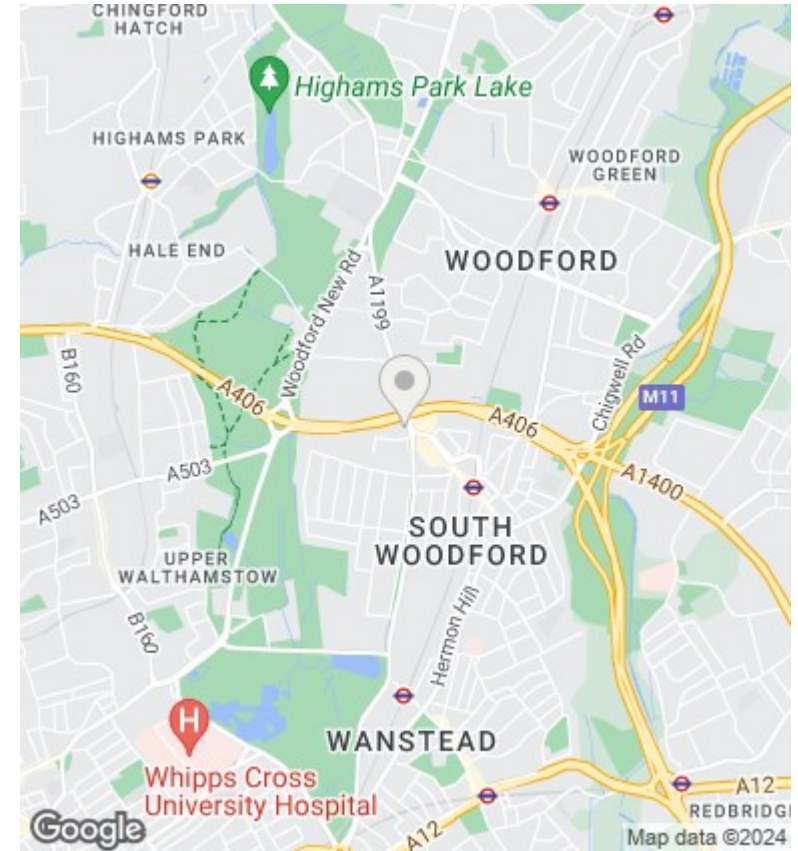 CHINGFORD
HATCH
Highams Park Lake
HIGHAMS PARK
WOODFORD
GREEN
HALE END
WOODFORD
Woodford New Rd
A1199
B160
A406
Chigwell Rd
M11
A406
A503
A503
A1400
SOUTH
WOODFORD
UPPER
WALTHAMSTOW
B160
Hermon Hill
H
WANSTEAD
Whipps Cross
University Hospital
A12
A12
REDBRIDG
Google
Map data ©2024